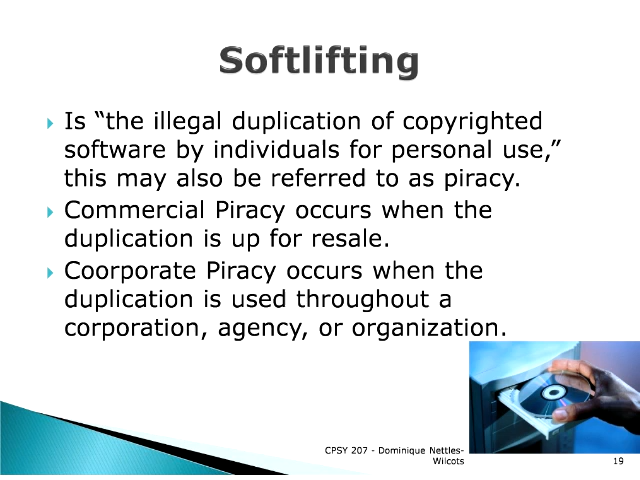 Softlifting
Is “the illegal duplication of copyrighted
software by individuals for personal use,”
this may also be referred to as piracy.
Commercial Piracy occurs when the
duplication is up for resale.
Coorporate Piracy occurs when the
duplication is used throughout a
corporation, agency, or organization.
CPSY 207 - Dominique Nettles-
Wilcots
19